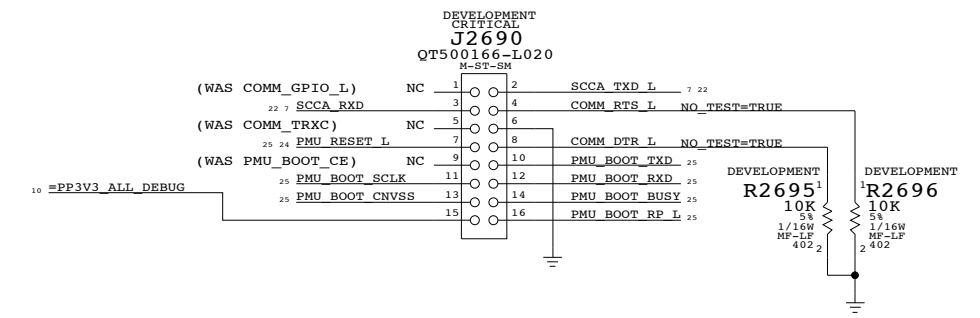 DEVELOPMENT
CRITICAL
J2690
QT500166-L020
M-ST-SM
(WAS COMM_GPIO_L) NC 1 2 SCCA_TXD_L 7 22
22 7 SCCA_RXD 3 4 COMM_RTS_L NO_TEST=TRUE
(WAS COMM_TRXC) NC 5 6
25 24 PMU_RESET_L 7 8 COMM_DTR_L NO_TEST=TRUE
(WAS PMU_BOOT_CE) NC 9 10 PMU_BOOT_TXD 25
25 PMU_BOOT_SCLK 11 12 PMU_BOOT_RXD 25
10 =PP3V3_ALL_DEBUG
25 PMU_BOOT_CNVSS 13 14 PMU_BOOT_BUSY 25
15 16 PMU_BOOT_RP_L 25
DEVELOPMENT
R2695 1
10K
5%
1/16W
MF-LF
402 2
DEVELOPMENT
1 R2696
10K
5%
1/16W
MF-LF
2 402